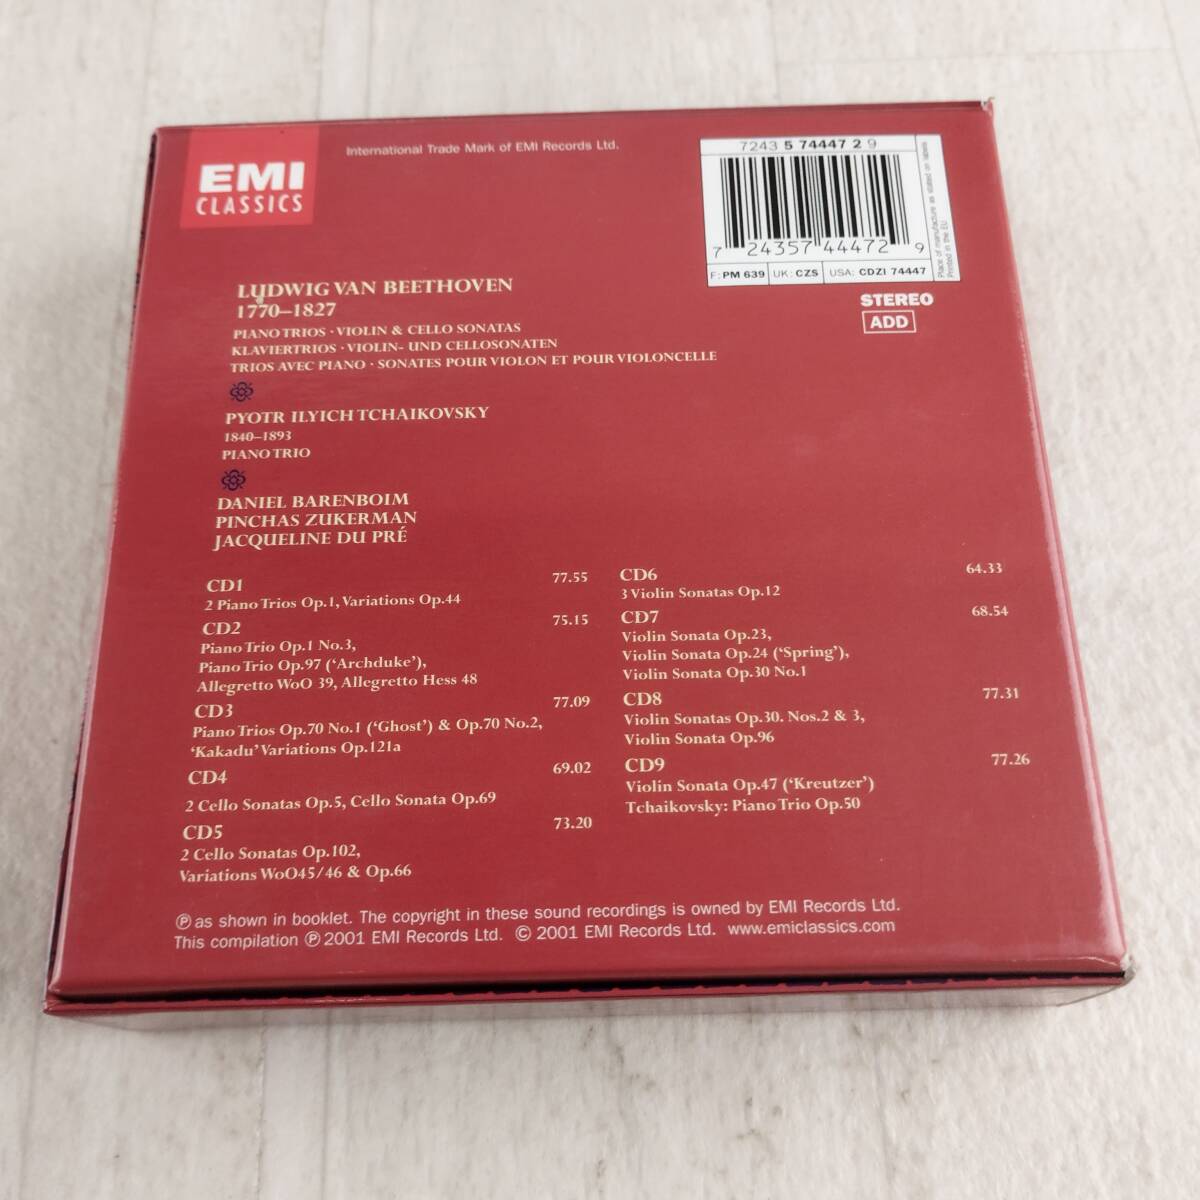 EMI
CLASSICS
International Trade Mark of EMI Records Ltd.
7243 5 74447 2 9
7 24357 44472 9
F: PM 639 UK: CZS USA: CDZI 74447
Place of manufacture as stated on labels
Printed in the EU
STEREO
ADD
LUDWIG VAN BEETHOVEN
1770–1827
PIANO TRIOS · VIOLIN & CELLO SONATAS
KLAVIERTRIOS · VIOLIN- UND CELLOSONATEN
TRIOS AVEC PIANO · SONATES POUR VIOLON ET POUR VIOLONCELLE
PYOTR ILYICH TCHAIKOVSKY
1840–1893
PIANO TRIO
DANIEL BARENBOIM
PINCHAS ZUKERMAN
JACQUELINE DU PRÉ
CD1 77.55
2 Piano Trios Op.1, Variations Op.44
CD2 75.15
Piano Trio Op.1 No.3,
Piano Trio Op.97 (‘Archduke’),
Allegretto WoO 39, Allegretto Hess 48
CD3 77.09
Piano Trios Op.70 No.1 (‘Ghost’) & Op.70 No.2,
‘Kakadu’ Variations Op.121a
CD4 69.02
2 Cello Sonatas Op.5, Cello Sonata Op.69
CD5 73.20
2 Cello Sonatas Op.102,
Variations WoO45/46 & Op.66
CD6 64.33
3 Violin Sonatas Op.12
CD7 68.54
Violin Sonata Op.23,
Violin Sonata Op.24 (‘Spring’),
Violin Sonata Op.30 No.1
CD8 77.31
Violin Sonatas Op.30. Nos.2 & 3,
Violin Sonata Op.96
CD9 77.26
Violin Sonata Op.47 (‘Kreutzer’)
Tchaikovsky: Piano Trio Op.50
℗ as shown in booklet. The copyright in these sound recordings is owned by EMI Records Ltd.
This compilation ℗ 2001 EMI Records Ltd. © 2001 EMI Records Ltd. www.emiclassics.com